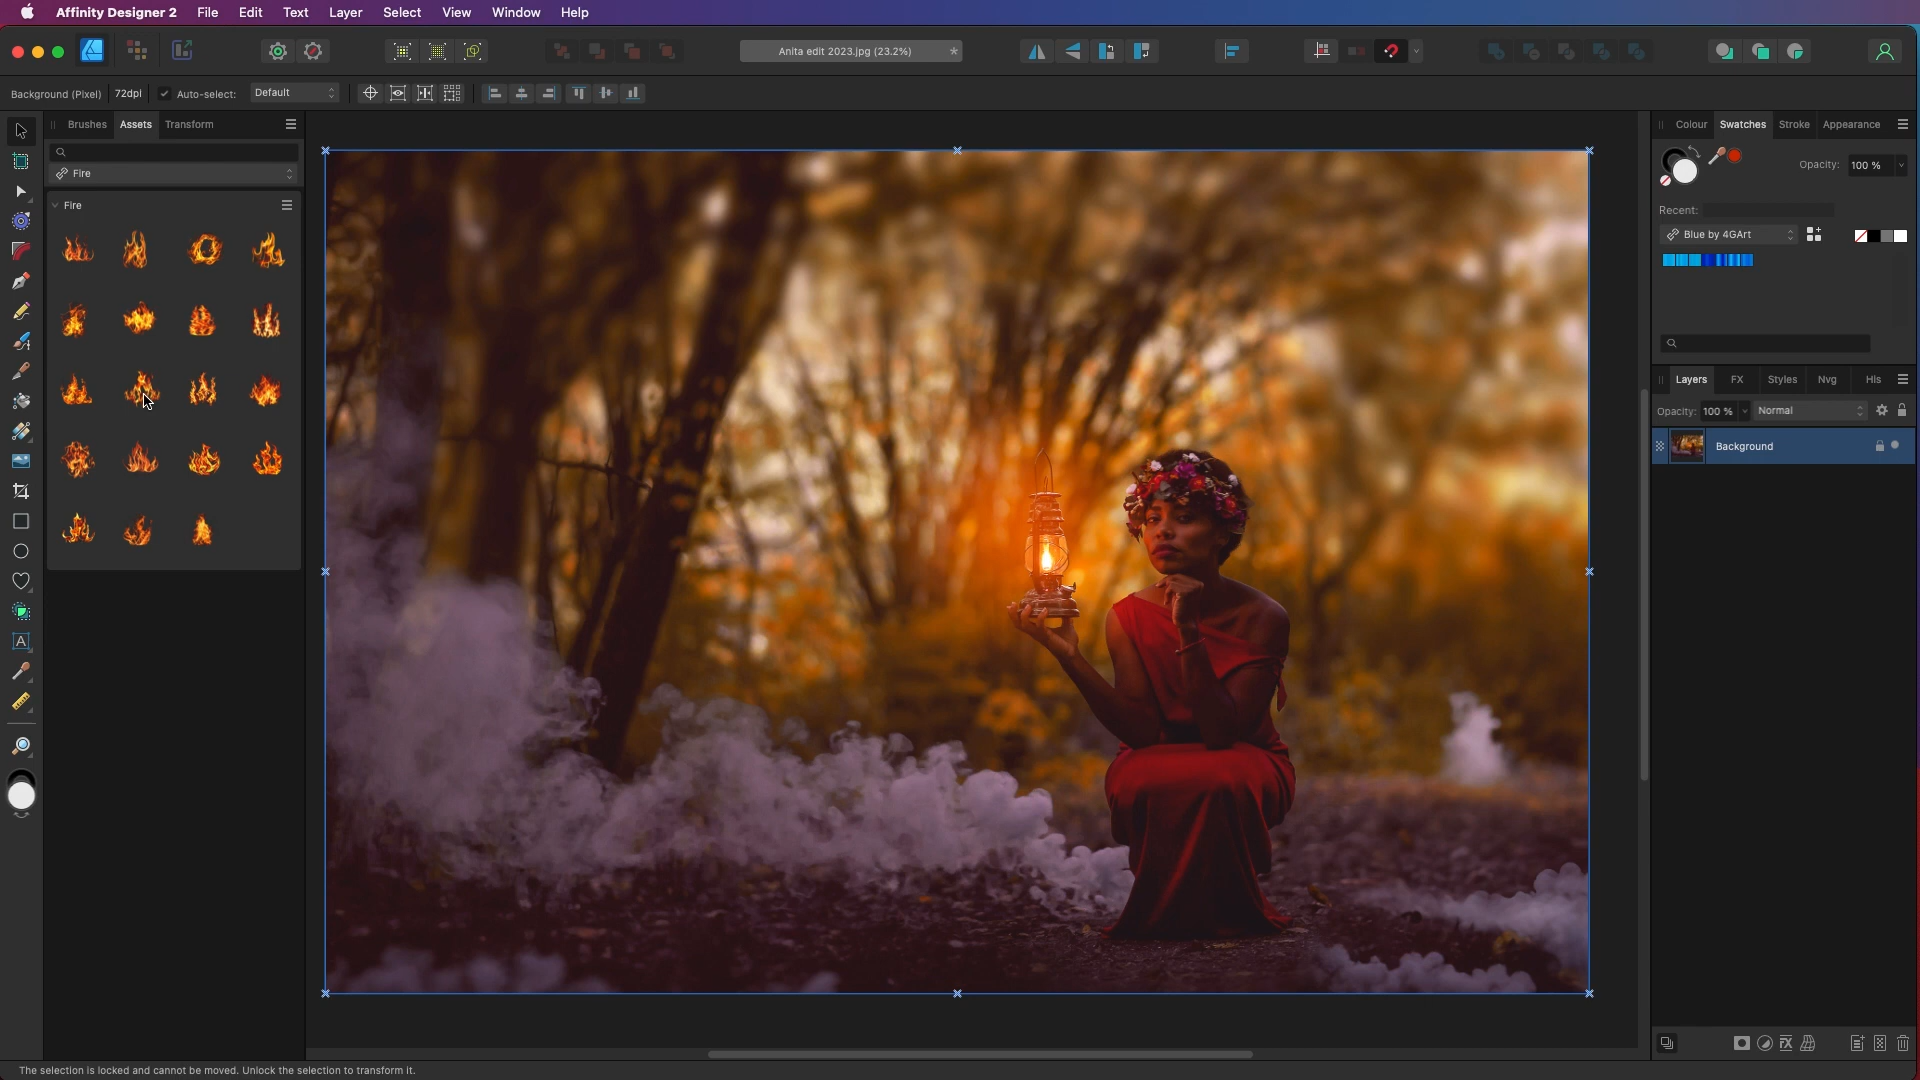 Affinity Designer 2 File Edit Text Layer Select View Window Help
Anita edit 2023.jpg (23.2%) *
Background (Pixel) 72dpi Auto-select: Default
Brushes Assets Transform
Fire
Fire
Colour Swatches Stroke Appearance
Opacity: 100 %
Recent:
Blue by 4GArt
Layers FX Styles Nvg His
Opacity: 100 % Normal
Background
The selection is locked and cannot be moved. Unlock the selection to transform it.